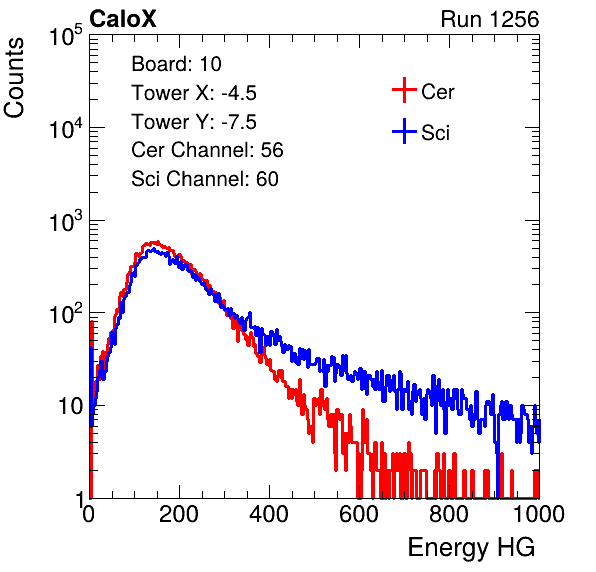 CaloX Run 1256
Counts
Board: 10
Tower X: -4.5
Tower Y: -7.5
Cer Channel: 56
Sci Channel: 60
Cer
Sci
10^5
10^4
10^3
10^2
10
1
0 200 400 600 800 1000
Energy HG